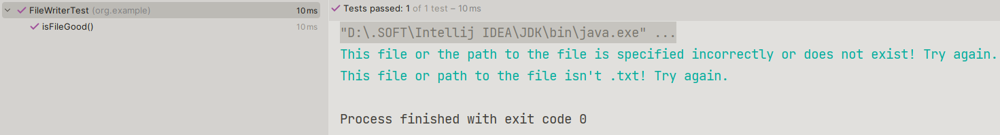 FileWriterTest (org.example) 10 ms
isFileGood() 10 ms
Tests passed: 1 of 1 test – 10 ms
"D:\.SOFT\Intellij IDEA\JDK\bin\java.exe" ...
This file or the path to the file is specified incorrectly or does not exist! Try again.
This file or path to the file isn't .txt! Try again.
Process finished with exit code 0